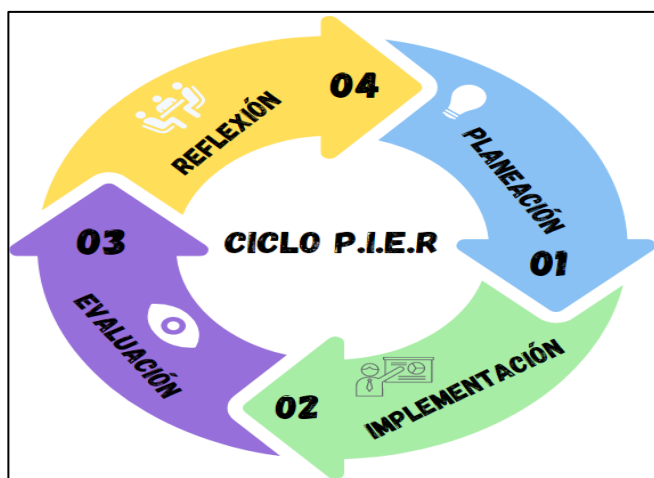 CICLO P.I.E.R
PLANEACIÓN
01
IMPLEMENTACIÓN
02
EVALUACIÓN
03
REFLEXIÓN
04